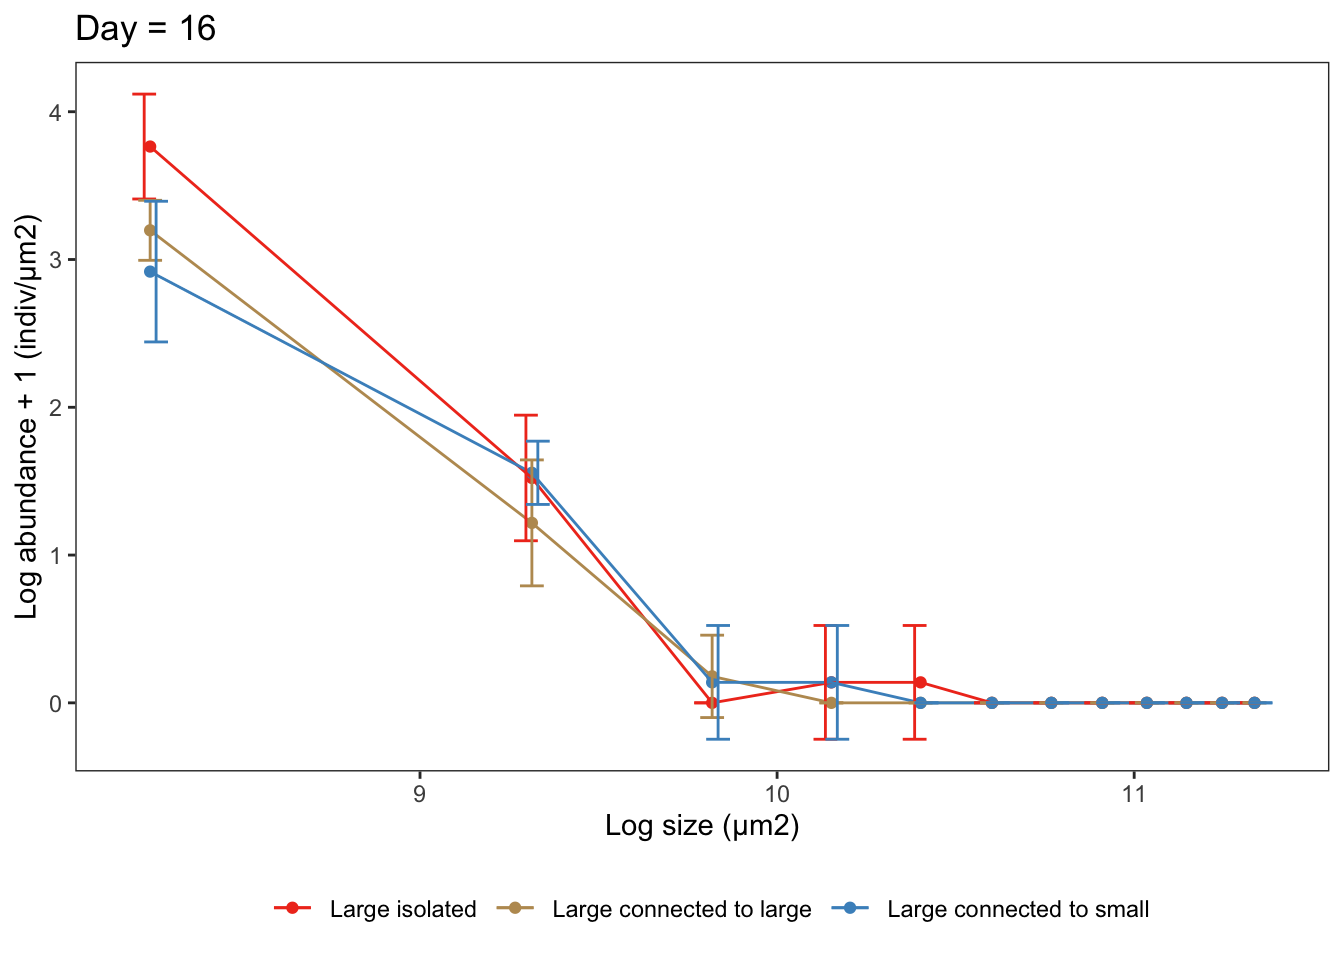 Day = 16
4
3
2
1
0
Log abundance + 1 (indiv/µm2)
9 10 11
Log size (µm2)
Large isolated Large connected to large Large connected to small